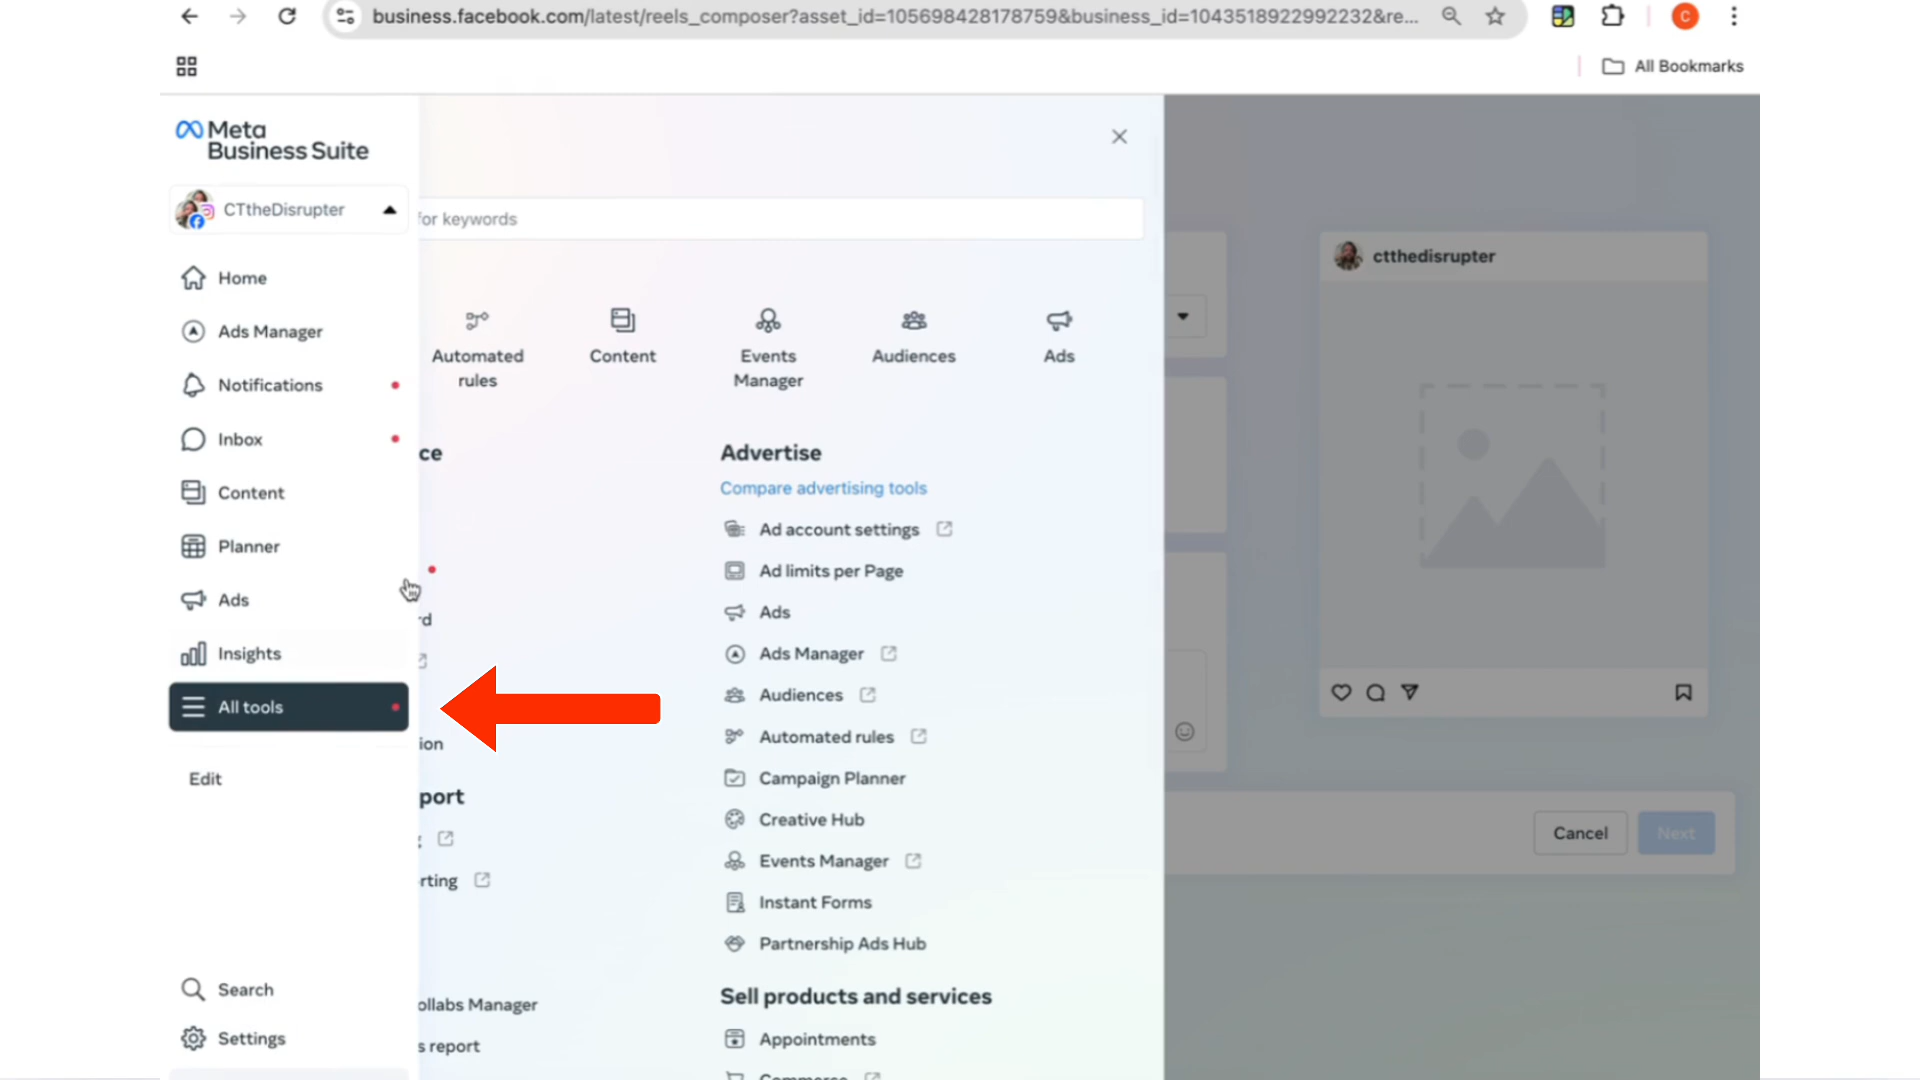 business.facebook.com/latest/reels_composer?asset_id=105698428178759&business_id=1043518922992232&re...
C
All Bookmarks
Meta
Business Suite
CTtheDisrupter
for keywords
Home
Ads Manager
Notifications
Inbox
Content
Planner
Ads
Insights
All tools
Edit
Search
Settings
Automated
rules
Content
Events
Manager
Audiences
Ads
ce
rd
ion
port
rting
ollabs Manager
s report
Advertise
Compare advertising tools
Ad account settings
Ad limits per Page
Ads
Ads Manager
Audiences
Automated rules
Campaign Planner
Creative Hub
Events Manager
Instant Forms
Partnership Ads Hub
Sell products and services
Appointments
Commerce
ctthedisrupter
Cancel
Next